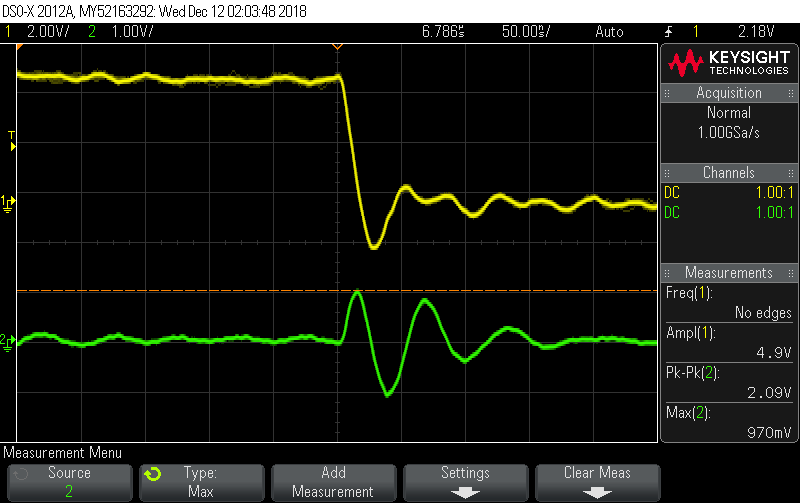 DSO-X 2012A, MY52163292: Wed Dec 12 02:03:48 2018
1 2.00V/ 2 1.00V/ 6.786s 50.00s/ Auto 1 2.18V
KEYSIGHT
TECHNOLOGIES
Acquisition
Normal
1.00GSa/s
Channels
DC 1.00:1
DC 1.00:1
Measurements
Freq(1):
No edges
Ampl(1):
4.9V
Pk-Pk(2):
2.09V
Max(2):
970mV
T
1
2
Measurement Menu
Source
2
Type:
Max
Add
Measurement
Settings
Clear Meas